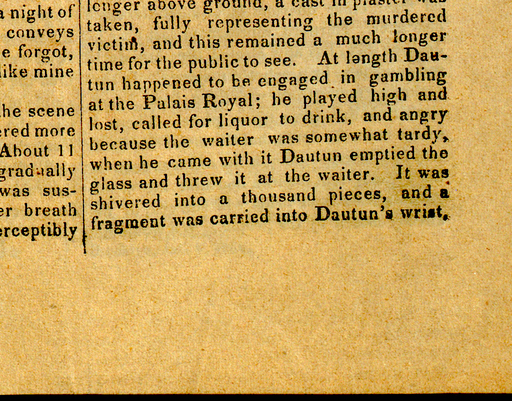 a night of
conveys
e forgot,
like mine
he scene
ered more
About 11
gradually
was sus-
er breath
erceptibly
longer above ground, a cast in plaster was
taken, fully representing the murdered
victim, and this remained a much longer
time for the public to see. At length Dau-
tun happened to be engaged in gambling
at the Palais Royal; he played high and
lost, called for liquor to drink, and angry
because the waiter was somewhat tardy,
when he came with it Dautun emptied the
glass and threw it at the waiter. It was
shivered into a thousand pieces, and a
fragment was carried into Dautun's wrist,